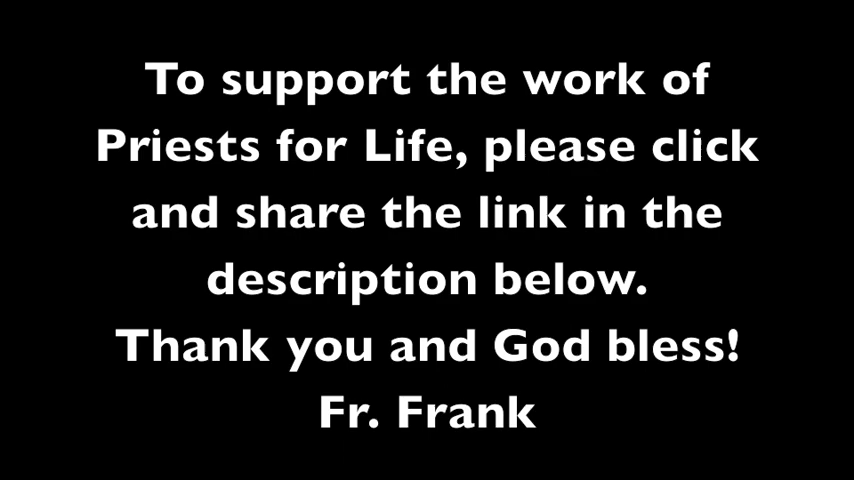 To support the work of
Priests for Life, please click
and share the link in the
description below.
Thank you and God bless!
Fr. Frank